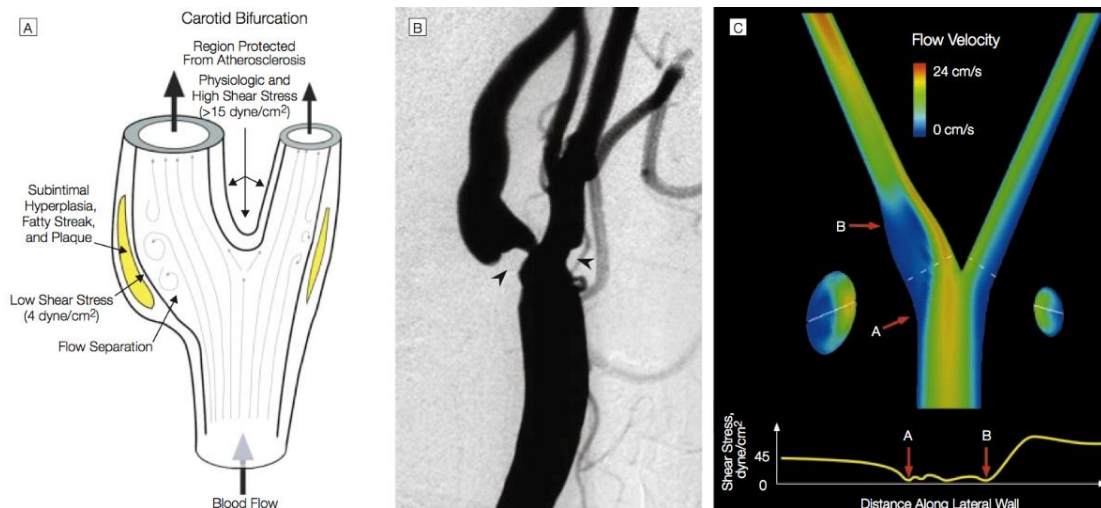 A
Carotid Bifurcation
Region Protected
From Atherosclerosis
Physiologic and
High Shear Stress
(>15 dyne/cm²)
Subintimal
Hyperplasia,
Fatty Streak,
and Plaque
Low Shear Stress
(4 dyne/cm²)
Flow Separation
Blood Flow
B
C
Flow Velocity
24 cm/s
0 cm/s
B
A
Shear Stress,
dyne/cm²
45
0
A
B
Distance Along Lateral Wall